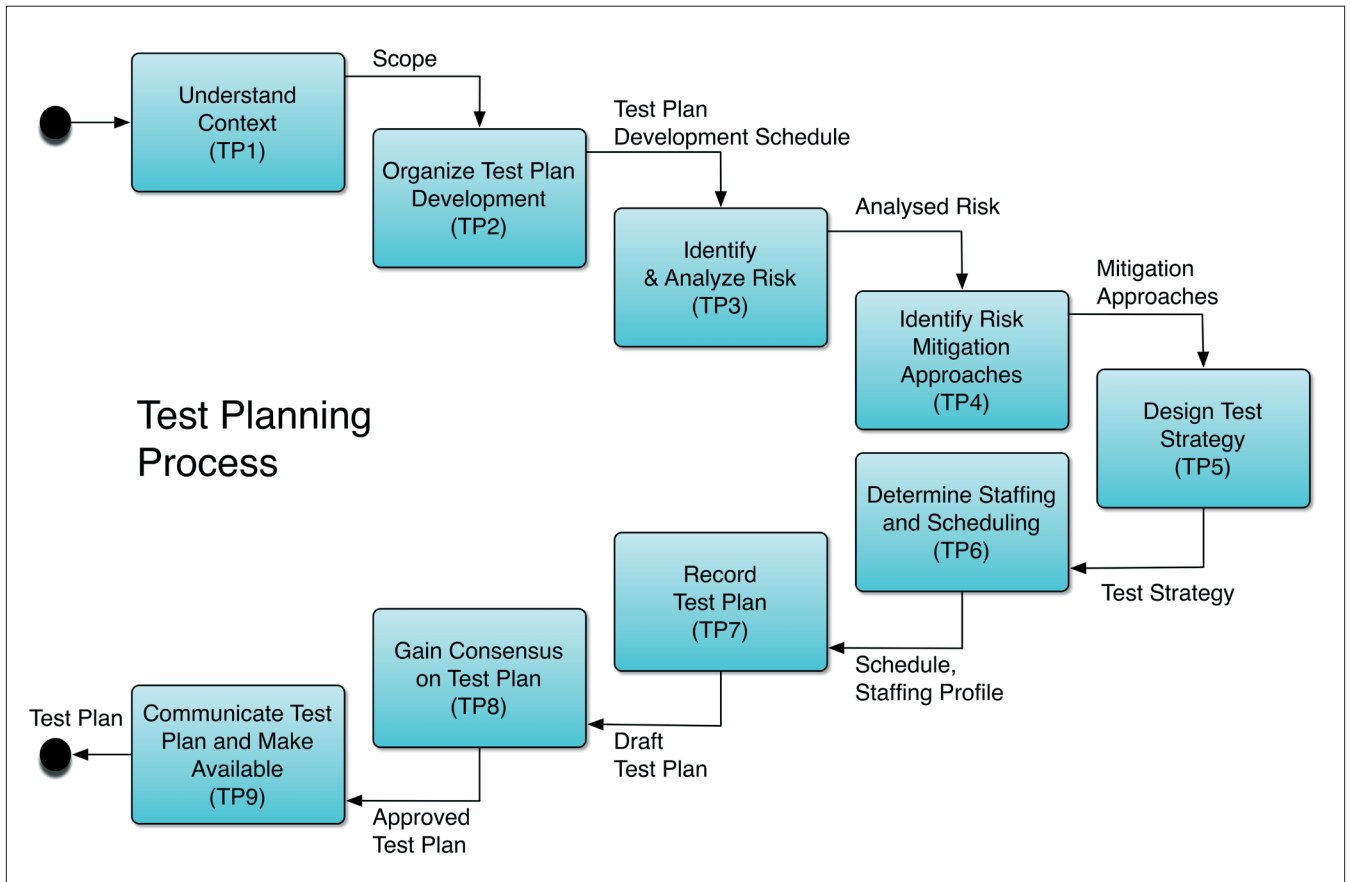 Understand
Context
(TP1)
Scope
Organize Test Plan
Development
(TP2)
Test Plan
Development Schedule
Identify
& Analyze Risk
(TP3)
Analysed Risk
Identify Risk
Mitigation
Approaches
(TP4)
Mitigation
Approaches
Design Test
Strategy
(TP5)
Test Planning
Process
Test Strategy
Determine Staffing
and Scheduling
(TP6)
Schedule,
Staffing Profile
Record
Test Plan
(TP7)
Draft
Test Plan
Gain Consensus
on Test Plan
(TP8)
Approved
Test Plan
Communicate Test
Plan and Make
Available
(TP9)
Test Plan